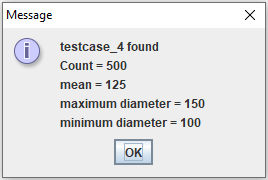 Message
testcase_4 found
Count = 500
mean = 125
maximum diameter = 150
minimum diameter = 100
OK